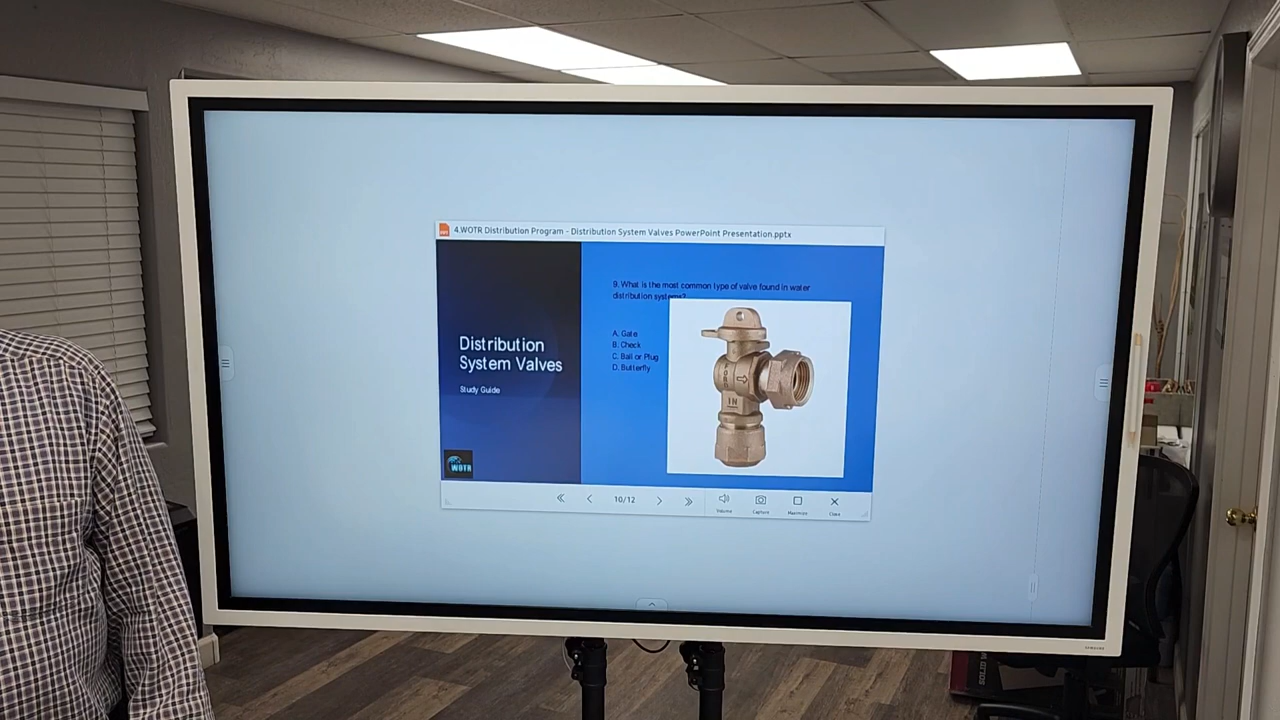 4.WOTR Distribution Program - Distribution System Valves PowerPoint Presentation.pptx
9. What is the most common type of valve found in water
distribution systems?
Distribution
System Valves
Study Guide
A. Gate
B. Check
C. Ball or Plug
D. Butterfly
IN
WOTR
10/12
Volume
Capture
Maximize
Close
SAMSUNG
SOLID